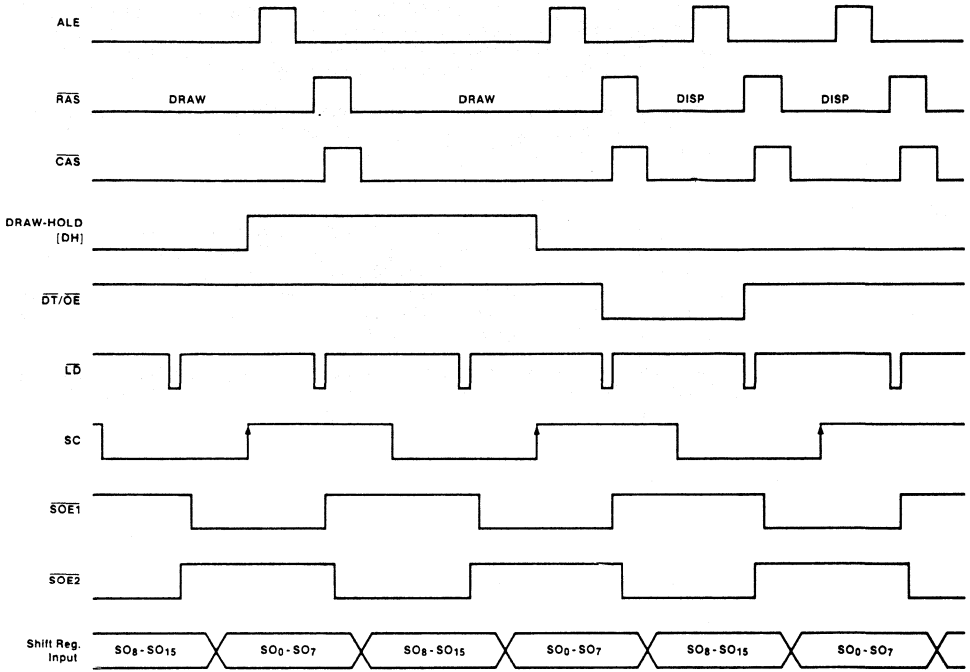 ALE
RAS DRAW DRAW DISP DISP
CAS
DRAW-HOLD
[DH]
DT/OE
LD
SC
SOE1
SOE2
Shift Reg.
Input
SO8 - SO15 SO0 - SO7 SO8 - SO15 SO0 - SO7 SO8 - SO15 SO0 - SO7